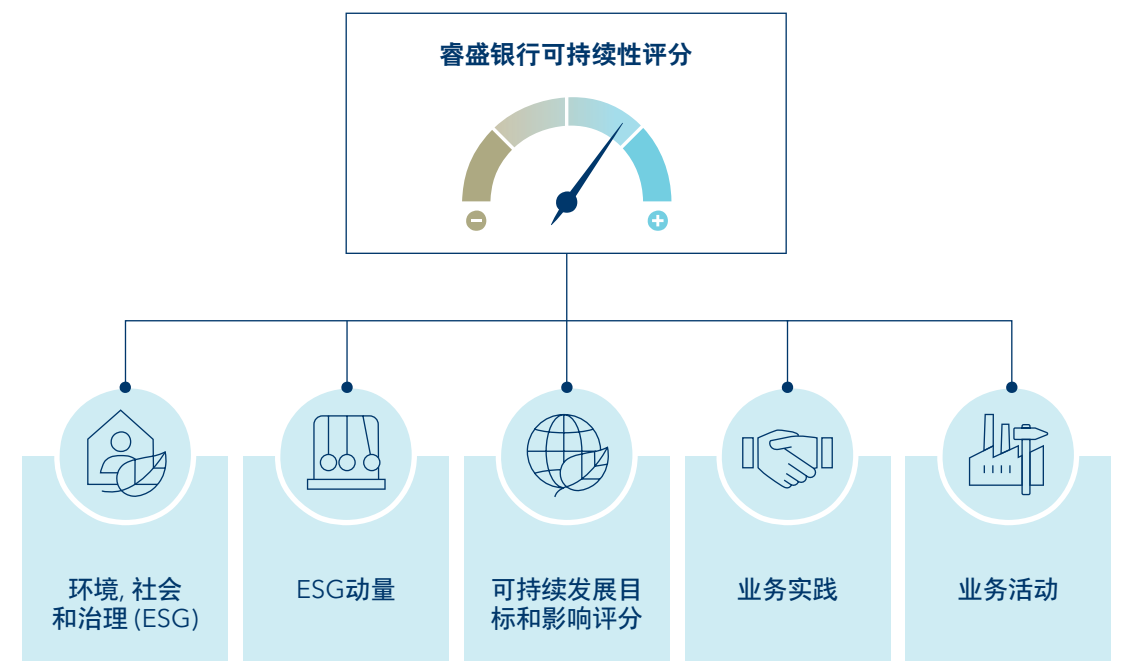 睿盛银行可持续性评分
环境, 社会
和治理 (ESG)
ESG动量
可持续发展目
标和影响评分
业务实践
业务活动